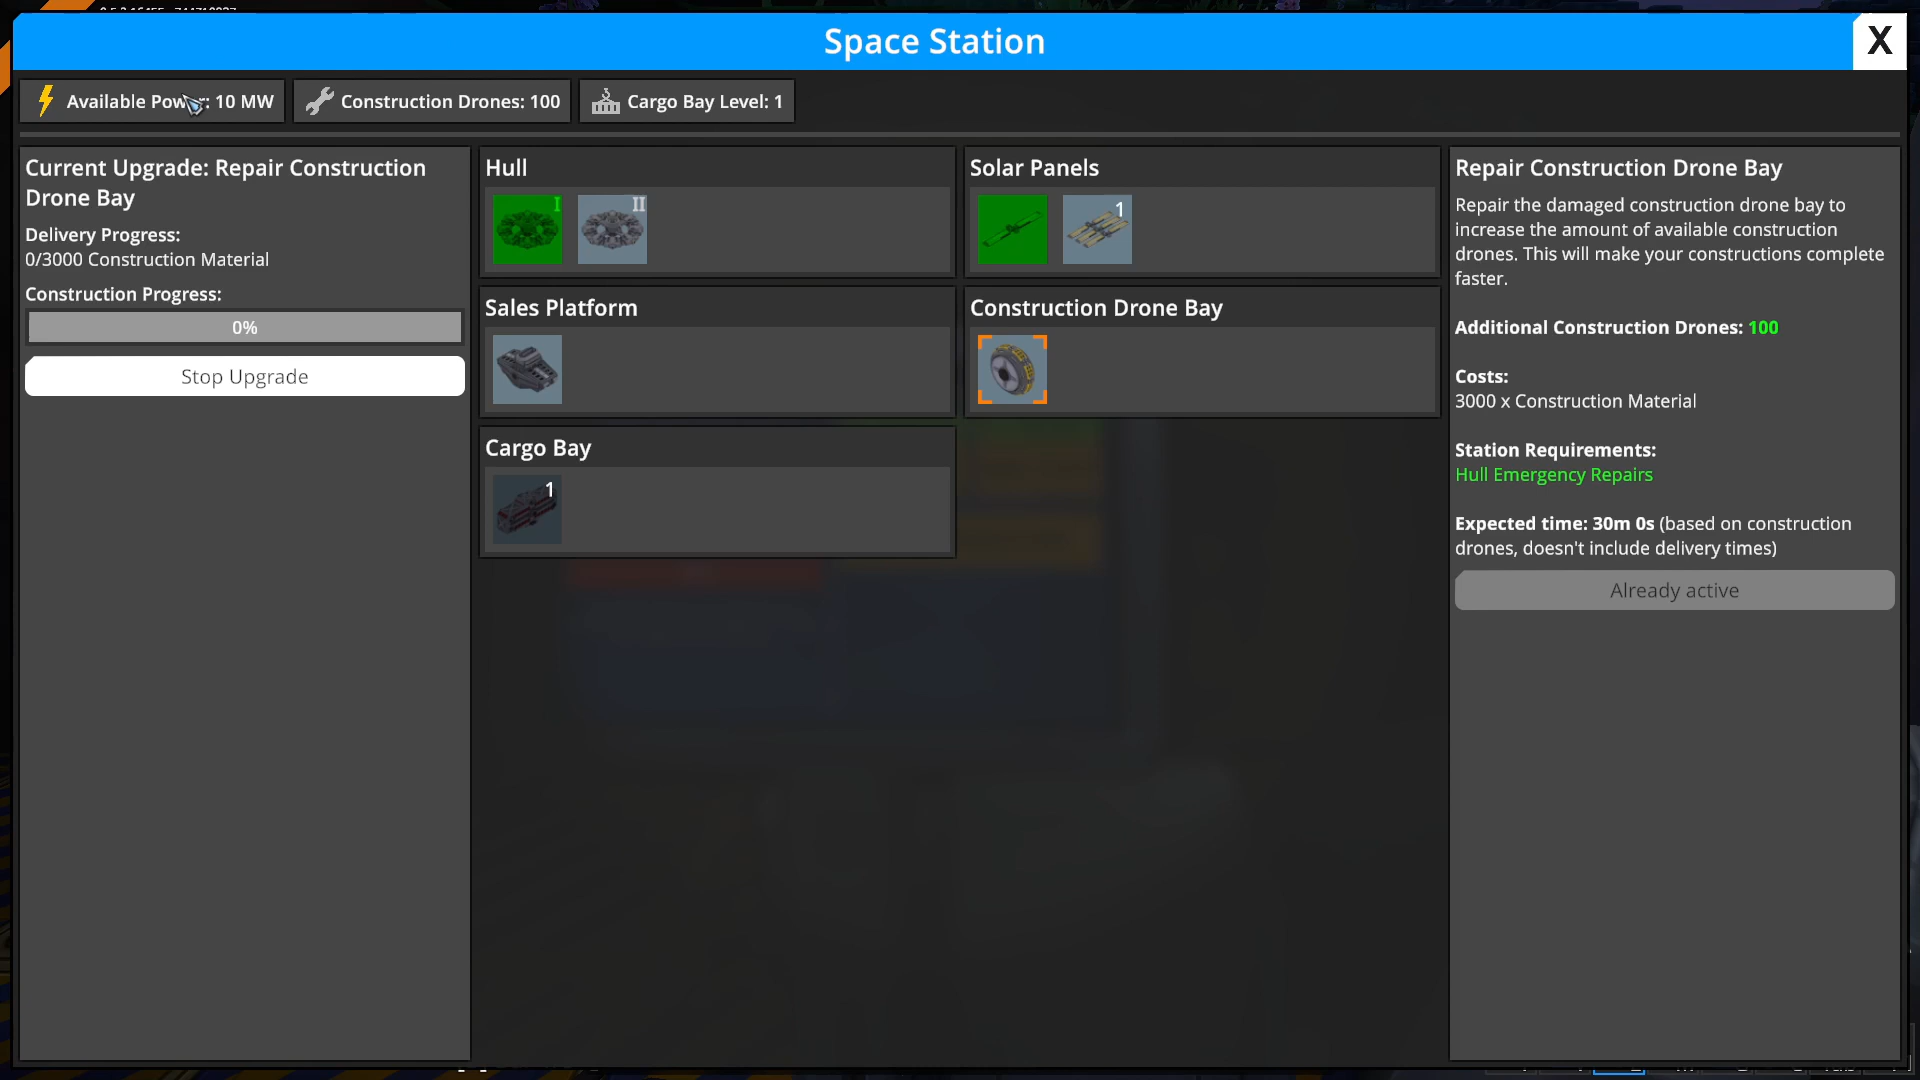 Space Station
X
Available Power: 10 MW
Construction Drones: 100
Cargo Bay Level: 1
Current Upgrade: Repair Construction
Drone Bay
Delivery Progress:
0/3000 Construction Material
Construction Progress:
0%
Stop Upgrade
Hull
I
II
Solar Panels
1
Sales Platform
Construction Drone Bay
Cargo Bay
1
Repair Construction Drone Bay
Repair the damaged construction drone bay to
increase the amount of available construction
drones. This will make your constructions complete
faster.
Additional Construction Drones: 100
Costs:
3000 x Construction Material
Station Requirements:
Hull Emergency Repairs
Expected time: 30m 0s (based on construction
drones, doesn't include delivery times)
Already active